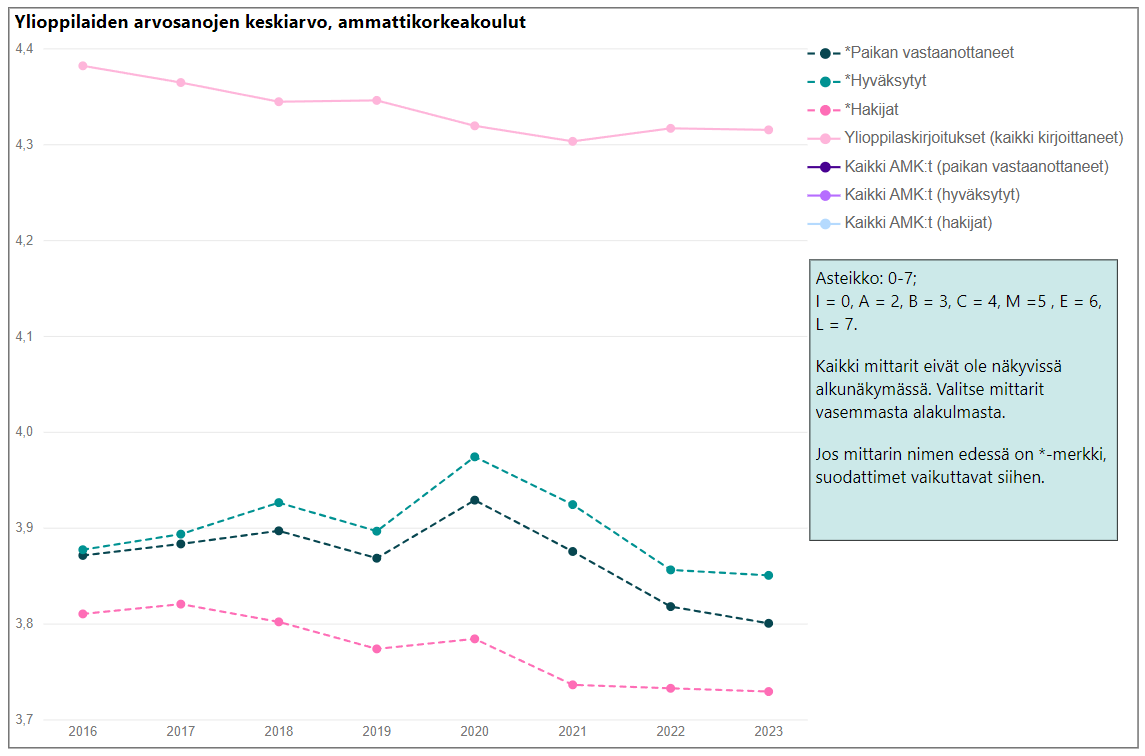 Ylioppilaiden arvosanojen keskiarvo, ammattikorkeakoulut
4,4
4,3
4,2
4,1
4,0
3,9
3,8
3,7
2016
2017
2018
2019
2020
2021
2022
2023
*Paikan vastaanottaneet
*Hyväksytyt
*Hakijat
Ylioppilaskirjoitukset (kaikki kirjoittaneet)
Kaikki AMK:t (paikan vastaanottaneet)
Kaikki AMK:t (hyväksytyt)
Kaikki AMK:t (hakijat)
Asteikko: 0-7;
I = 0, A = 2, B = 3, C = 4, M =5 , E = 6,
L = 7.
Kaikki mittarit eivät ole näkyvissä
alkunäkymässä. Valitse mittarit
vasemmasta alakulmasta.
Jos mittarin nimen edessä on *-merkki,
suodattimet vaikuttavat siihen.